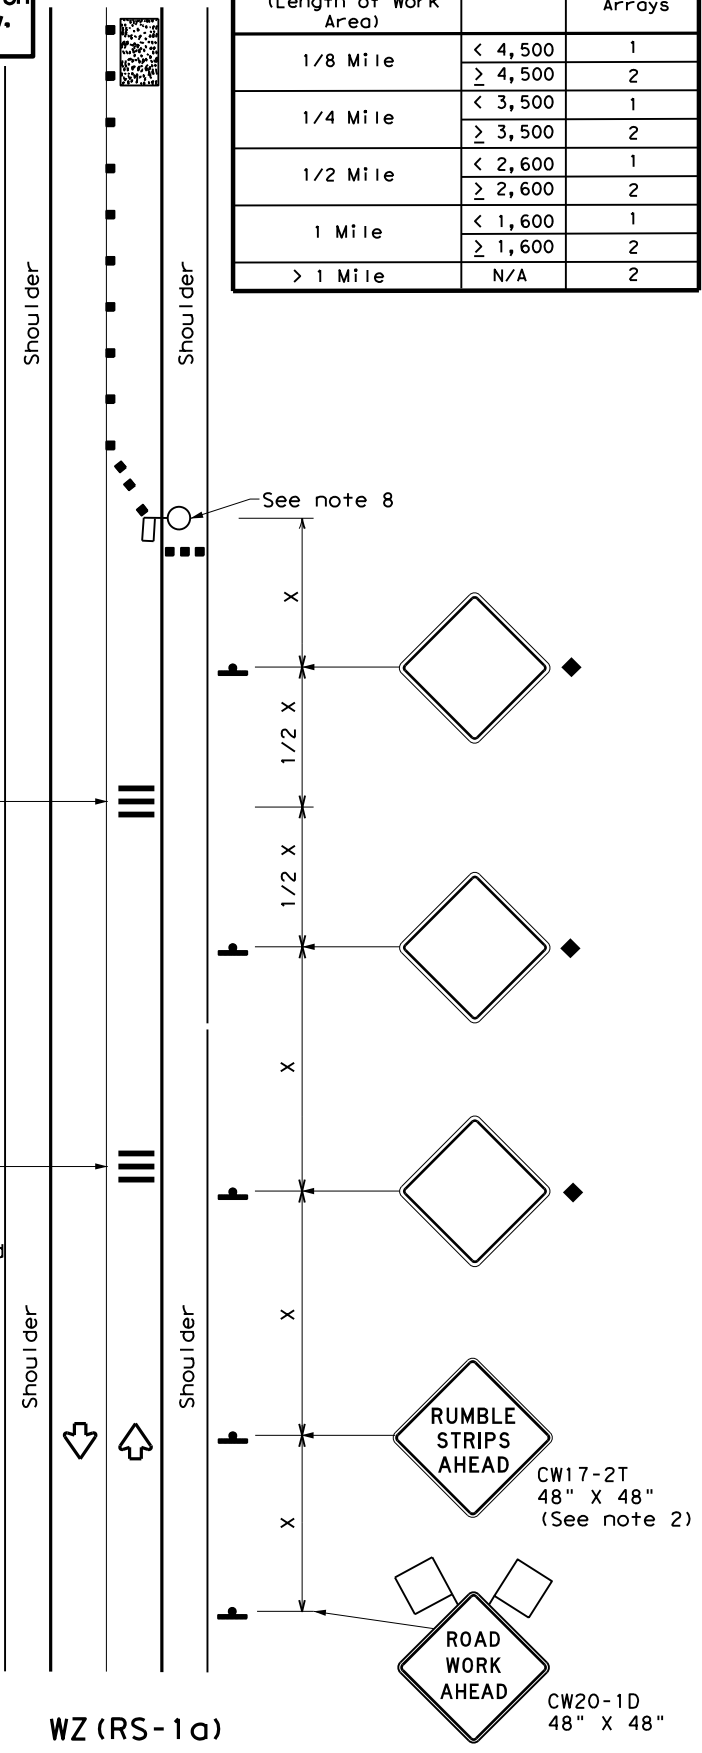 (Length of Work
Area)
Arrays
1/8 Mile
< 4,500
1
≥ 4,500
2
1/4 Mile
< 3,500
1
≥ 3,500
2
1/2 Mile
< 2,600
1
≥ 2,600
2
1 Mile
< 1,600
1
≥ 1,600
2
> 1 Mile
N/A
2
Shoulder
Shoulder
See note 8
X
1/2 X
1/2 X
X
X
Shoulder
Shoulder
RUMBLE
STRIPS
AHEAD
CW17-2T
48" X 48"
(See note 2)
X
ROAD
WORK
AHEAD
CW20-1D
48" X 48"
WZ(RS-1a)